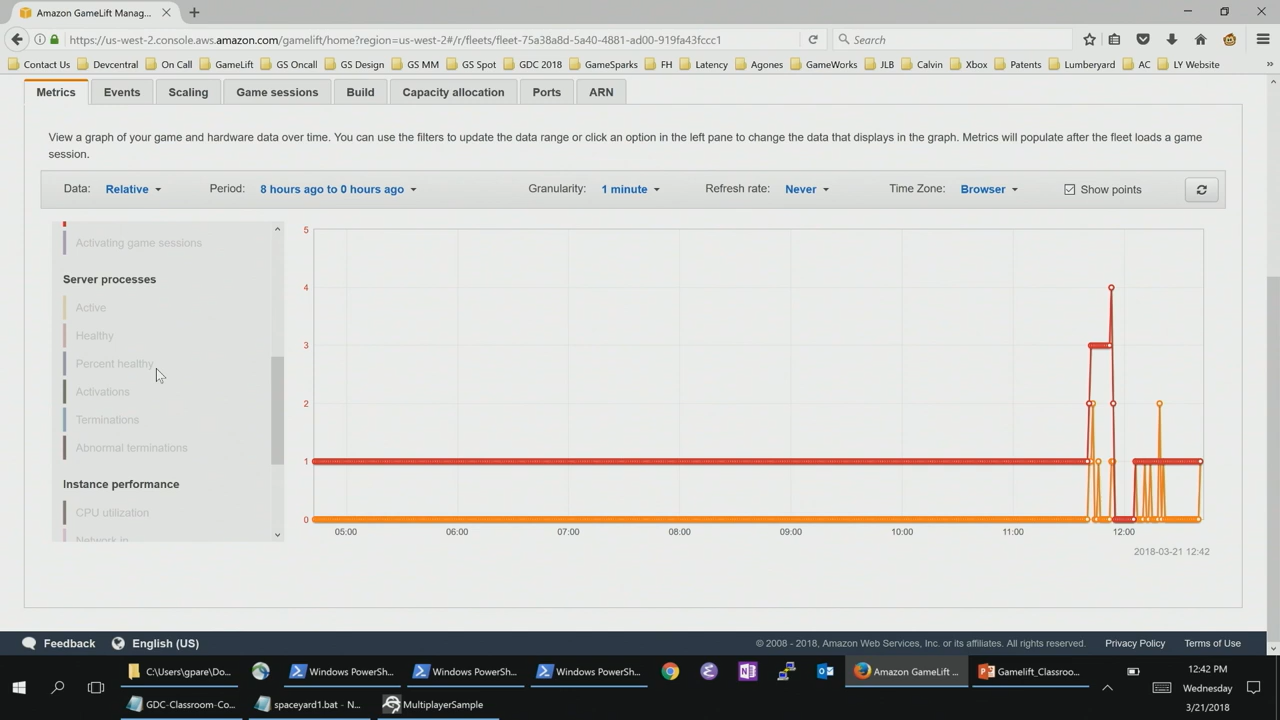 Amazon GameLift Manag...
https://us-west-2.console.aws.amazon.com/gamelift/home?region=us-west-2#/r/fleets/fleet-75a38a8d-5a40-4881-ad00-919fa43fccc1
Search
Contact Us Devcentral On Call GameLift GS Oncall GS Design GS MM GS Spot GDC 2018 GameSparks FH Latency Agones GameWorks JLB Calvin Xbox Patents Lumberyard AC LY Website
Metrics Events Scaling Game sessions Build Capacity allocation Ports ARN
View a graph of your game and hardware data over time. You can use the filters to update the data range or click an option in the left pane to change the data that displays in the graph. Metrics will populate after the fleet loads a game
session.
Data: Relative Period: 8 hours ago to 0 hours ago Granularity: 1 minute Refresh rate: Never Time Zone: Browser Show points
Activating game sessions
Server processes
Active
Healthy
Percent healthy
Activations
Terminations
Abnormal terminations
Instance performance
CPU utilization
Network in
5
4
3
2
1
0
05:00 06:00 07:00 08:00 09:00 10:00 11:00 12:00
2018-03-21 12:42
Feedback English (US) © 2008 - 2018, Amazon Web Services, Inc. or its affiliates. All rights reserved. Privacy Policy Terms of Use
C:\Users\gpare\Do... Windows PowerSh... Windows PowerSh... Windows PowerSh... Amazon GameLift ... Gamelift_Classroo...
12:42 PM
Wednesday
3/21/2018
GDC-Classroom-Co... spaceyard1.bat - N... MultiplayerSample